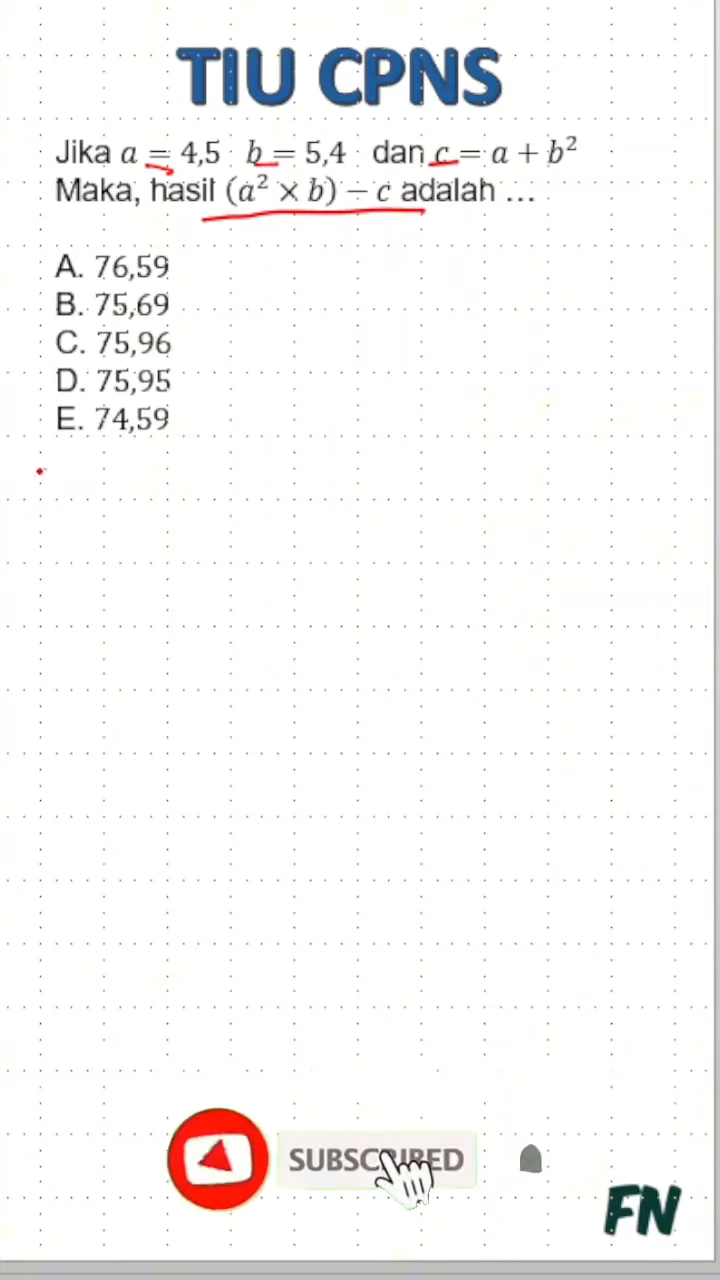 TIU CPNS
Jika a = 4,5 b = 5,4 dan c = a + b²
Maka, hasil (a² × b) − c adalah ...
A. 76,59
B. 75,69
C. 75,96
D. 75,95
E. 74,59
SUBSCRIBED
FN